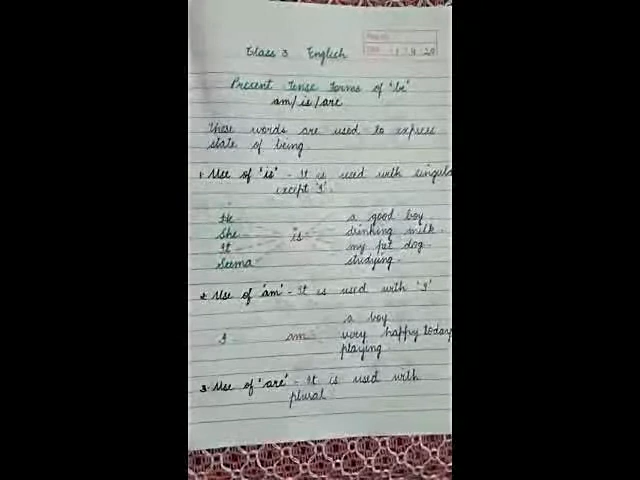 Class 3 English
Present Tense Forms of 'be'
am/is/are
These words are used to express
state of being.
1. Use of 'is' - It is used with singul
except 'I'.
He
She
It
Seema
is
a good boy.
drinking milk.
my pet dog.
studying.
2. Use of 'am' - It is used with 'I'
I
am
a boy
very happy today
playing
3. Use of 'are' - It is used with
plural